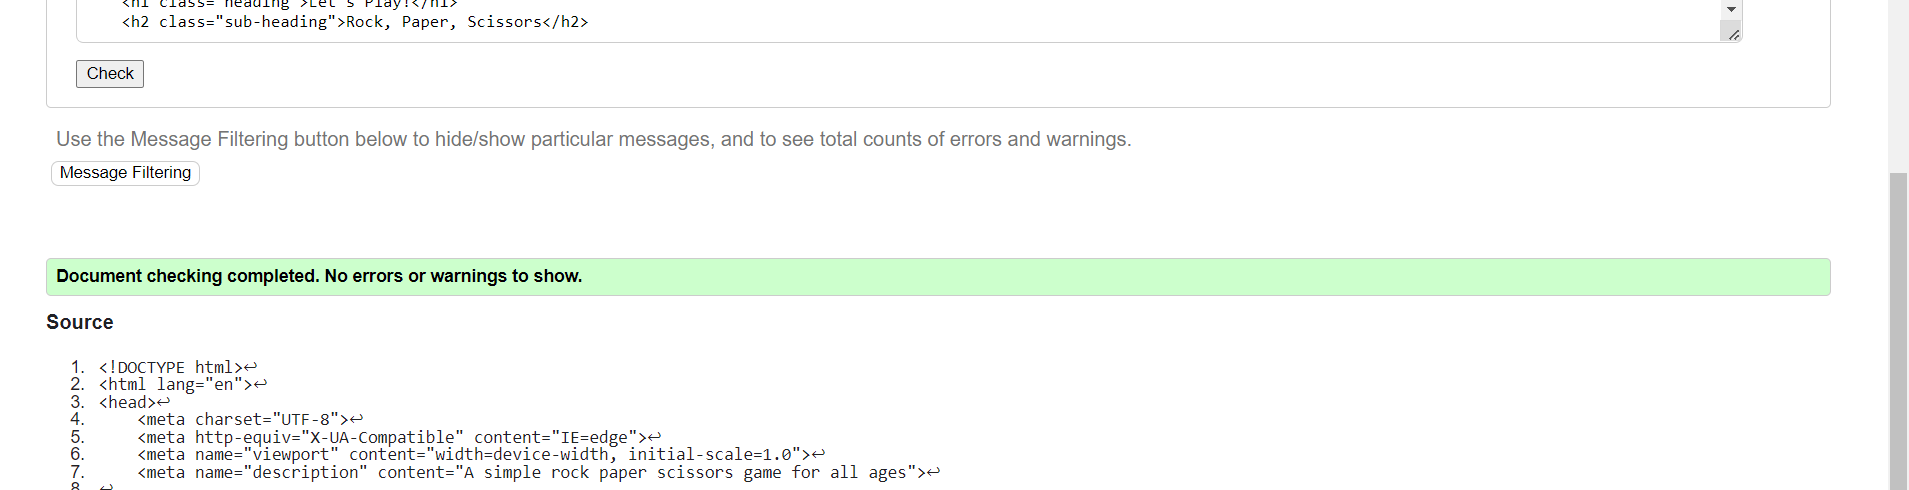 <h1 class="heading">Let's Play!</h1>
<h2 class="sub-heading">Rock, Paper, Scissors</h2>
Check
Use the Message Filtering button below to hide/show particular messages, and to see total counts of errors and warnings.
Message Filtering
Document checking completed. No errors or warnings to show.
Source
1. <!DOCTYPE html>↩
2. <html lang="en">↩
3. <head>↩
4. <meta charset="UTF-8">↩
5. <meta http-equiv="X-UA-Compatible" content="IE=edge">↩
6. <meta name="viewport" content="width=device-width, initial-scale=1.0">↩
7. <meta name="description" content="A simple rock paper scissors game for all ages">↩
8. ↩